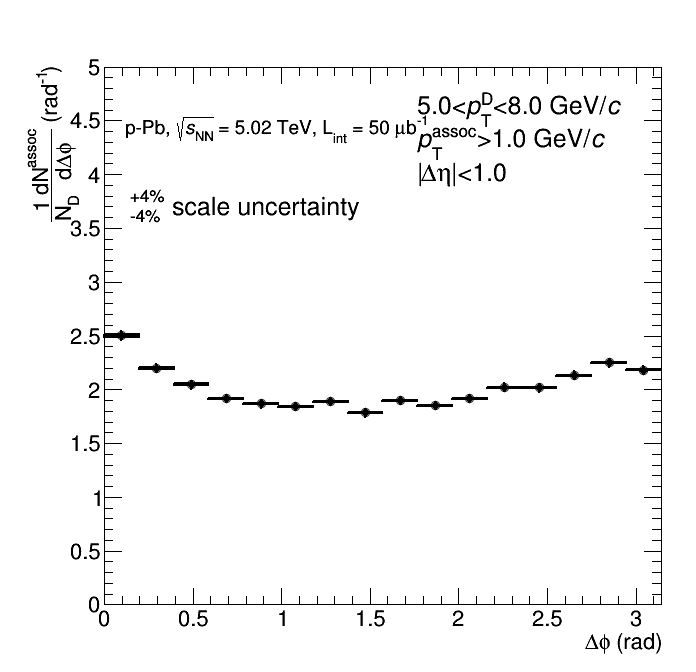 1 dN^assoc / N_D dΔϕ (rad^-1)
5.0<p_T^D<8.0 GeV/c
p-Pb, √s_NN = 5.02 TeV, L_int = 50 μb^-1
p_T^assoc>1.0 GeV/c
|Δη|<1.0
+4%
-4% scale uncertainty
5
4.5
4
3.5
3
2.5
2
1.5
1
0.5
0
0 0.5 1 1.5 2 2.5 3
Δϕ (rad)